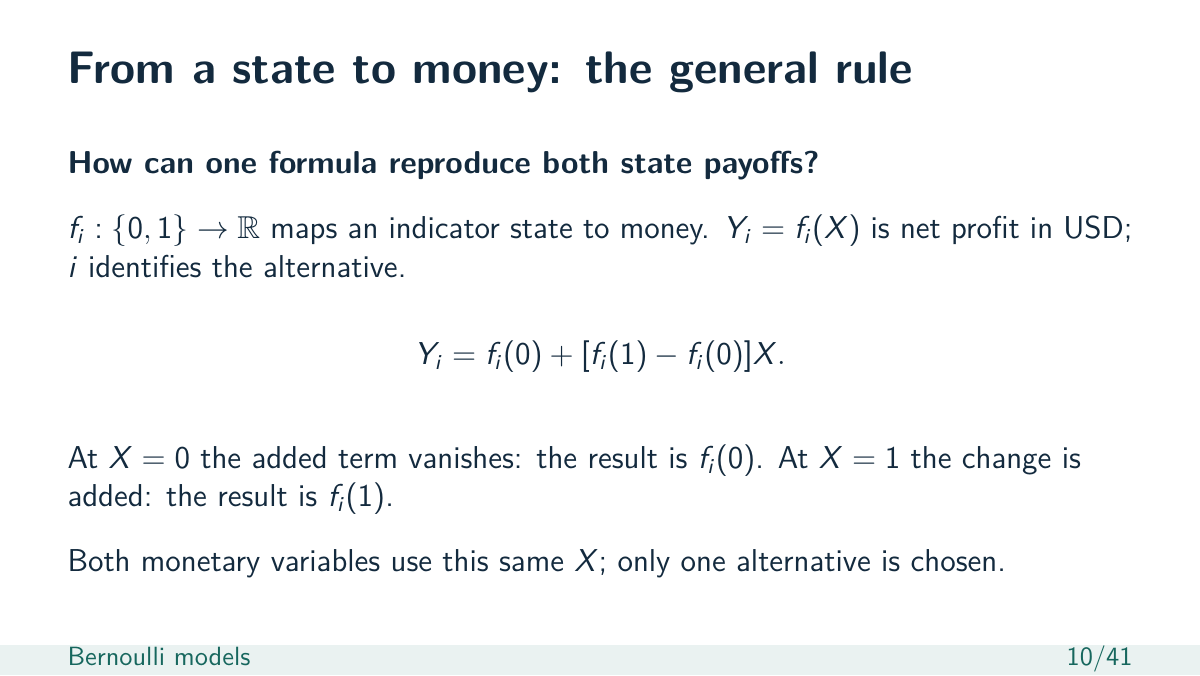 From a state to money: the general rule
How can one formula reproduce both state payoffs?
fᵢ : {0, 1} → ℝ maps an indicator state to money. Yᵢ = fᵢ(X) is net profit in USD;
i identifies the alternative.
Yᵢ = fᵢ(0) + [fᵢ(1) − fᵢ(0)]X.
At X = 0 the added term vanishes: the result is fᵢ(0). At X = 1 the change is
added: the result is fᵢ(1).
Both monetary variables use this same X; only one alternative is chosen.
Bernoulli models
10/41